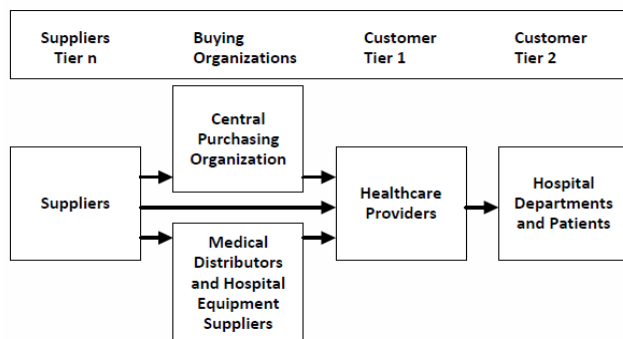 Suppliers
Tier n
Buying
Organizations
Customer
Tier 1
Customer
Tier 2
Central
Purchasing
Organization
Suppliers
Healthcare
Providers
Hospital
Departments
and Patients
Medical
Distributors
and Hospital
Equipment
Suppliers